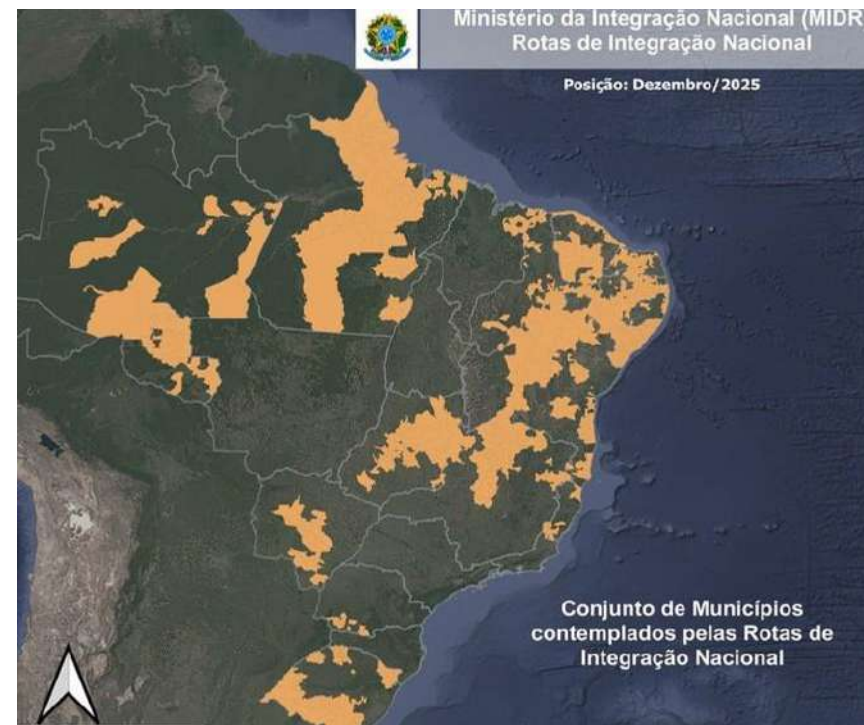 Ministério da Integração Nacional (MIDR
Rotas de Integração Nacional
Posição: Dezembro/2025
Conjunto de Municípios
contemplados pelas Rotas de
Integração Nacional